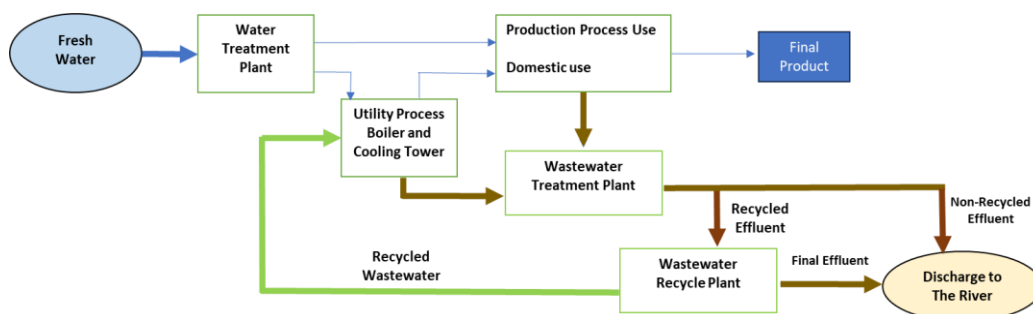 Fresh
Water
Water
Treatment
Plant
Production Process Use
Domestic use
Final
Product
Utility Process
Boiler and
Cooling Tower
Wastewater
Treatment Plant
Recycled
Effluent
Non-Recycled
Effluent
Recycled
Wastewater
Wastewater
Recycle Plant
Final Effluent
Discharge to
The River